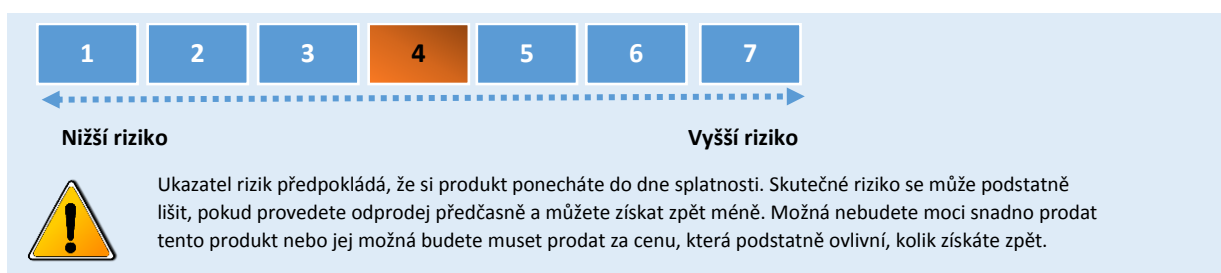 1 2 3 4 5 6 7
Nižší riziko Vyšší riziko
Ukazatel rizik předpokládá, že si produkt ponecháte do dne splatnosti. Skutečné riziko se může podstatně
lišit, pokud provedete odprodej předčasně a můžete získat zpět méně. Možná nebudete moci snadno prodat
tento produkt nebo jej možná budete muset prodat za cenu, která podstatně ovlivní, kolik získáte zpět.